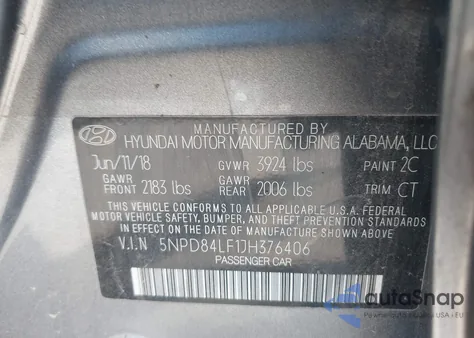 MANUFACTURED BY
HYUNDAI MOTOR MANUFACTURING ALABAMA, LLC
Jun/11/18 GVWR 3924 lbs PAINT 2C
GAWR FRONT 2183 lbs GAWR REAR 2006 lbs TRIM CT
THIS VEHICLE CONFORMS TO ALL APPLICABLE U.S.A. FEDERAL
MOTOR VEHICLE SAFETY, BUMPER, AND THEFT PREVENTION
STANDARDS IN EFFECT ON THE DATE OF
MANUFACTURE SHOWN ABOVE.
V.I.N 5NPD84LF1JH376406
PASSENGER CAR
autoSnap